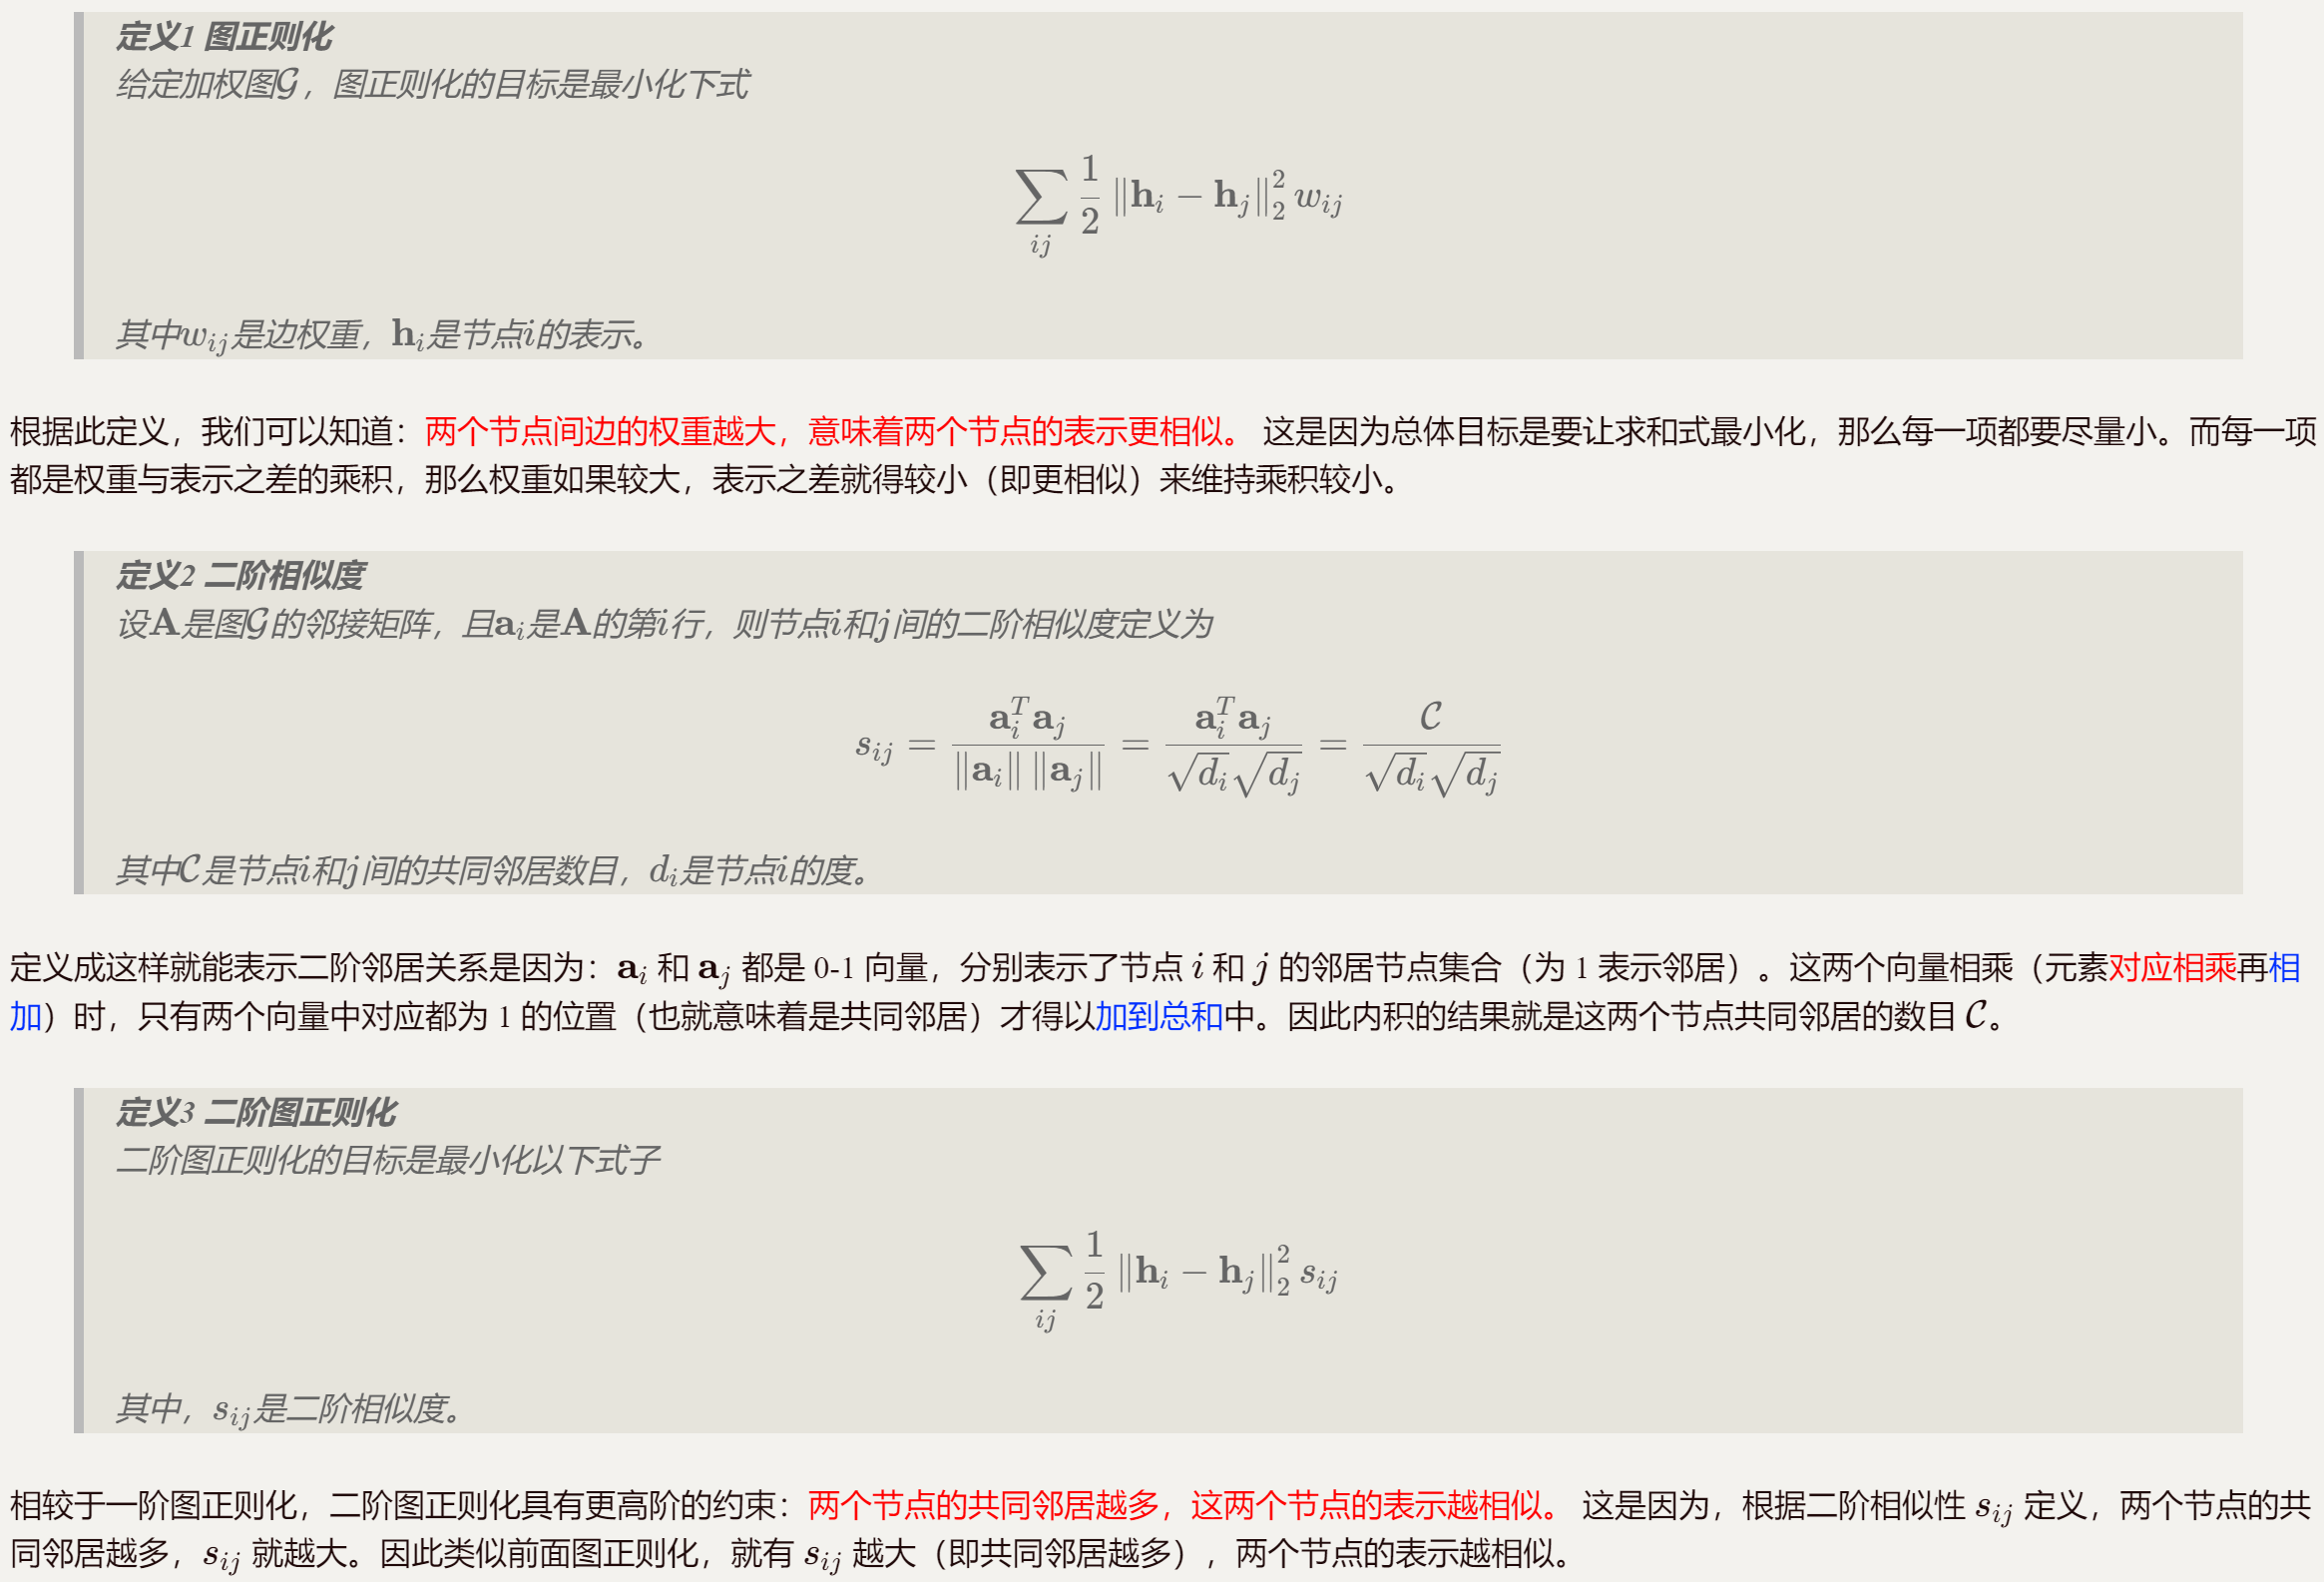 定义1 图正则化
给定加权图$\mathcal{G}$，图正则化的目标是最小化下式
$$\sum_{ij} \frac{1}{2} \left\| \mathbf{h}_i - \mathbf{h}_j \right\|_2^2 w_{ij}$$
其中$w_{ij}$是边权重，$\mathbf{h}_i$是节点$i$的表示。
根据此定义，我们可以知道：两个节点间边的权重越大，意味着两个节点的表示更相似。 这是因为总体目标是要让求和式最小化，那么每一项都要尽量小。而每一项
都是权重与表示之差的乘积，那么权重如果较大，表示之差就得较小（即更相似）来维持乘积较小。
定义2 二阶相似度
设$\mathbf{A}$是图$\mathcal{G}$的邻接矩阵，且$\mathbf{a}_i$是$\mathbf{A}$的第$i$行，则节点$i$和$j$间的二阶相似度定义为
$$s_{ij} = \frac{\mathbf{a}_i^T \mathbf{a}_j}{\|\mathbf{a}_i\| \|\mathbf{a}_j\|} = \frac{\mathbf{a}_i^T \mathbf{a}_j}{\sqrt{d_i}\sqrt{d_j}} = \frac{\mathcal{C}}{\sqrt{d_i}\sqrt{d_j}}$$
其中$\mathcal{C}$是节点$i$和$j$间的共同邻居数目，$d_i$是节点$i$的度。
定义成这样就能表示二阶邻居关系是因为：$\mathbf{a}_i$ 和 $\mathbf{a}_j$ 都是 0-1 向量，分别表示了节点 $i$ 和 $j$ 的邻居节点集合（为 1 表示邻居）。这两个向量相乘（元素对应相乘再相
加）时，只有两个向量中对应都为 1 的位置（也就意味着是共同邻居）才得以加到总和中。因此内积的结果就是这两个节点共同邻居的数目 $\mathcal{C}$。
定义3 二阶图正则化
二阶图正则化的目标是最小化以下式子
$$\sum_{ij} \frac{1}{2} \left\| \mathbf{h}_i - \mathbf{h}_j \right\|_2^2 s_{ij}$$
其中，$s_{ij}$是二阶相似度。
相较于一阶图正则化，二阶图正则化具有更高阶的约束：两个节点的共同邻居越多，这两个节点的表示越相似。 这是因为，根据二阶相似性 $s_{ij}$ 定义，两个节点的共
同邻居越多，$s_{ij}$ 就越大。因此类似前面图正则化，就有 $s_{ij}$ 越大（即共同邻居越多），两个节点的表示越相似。